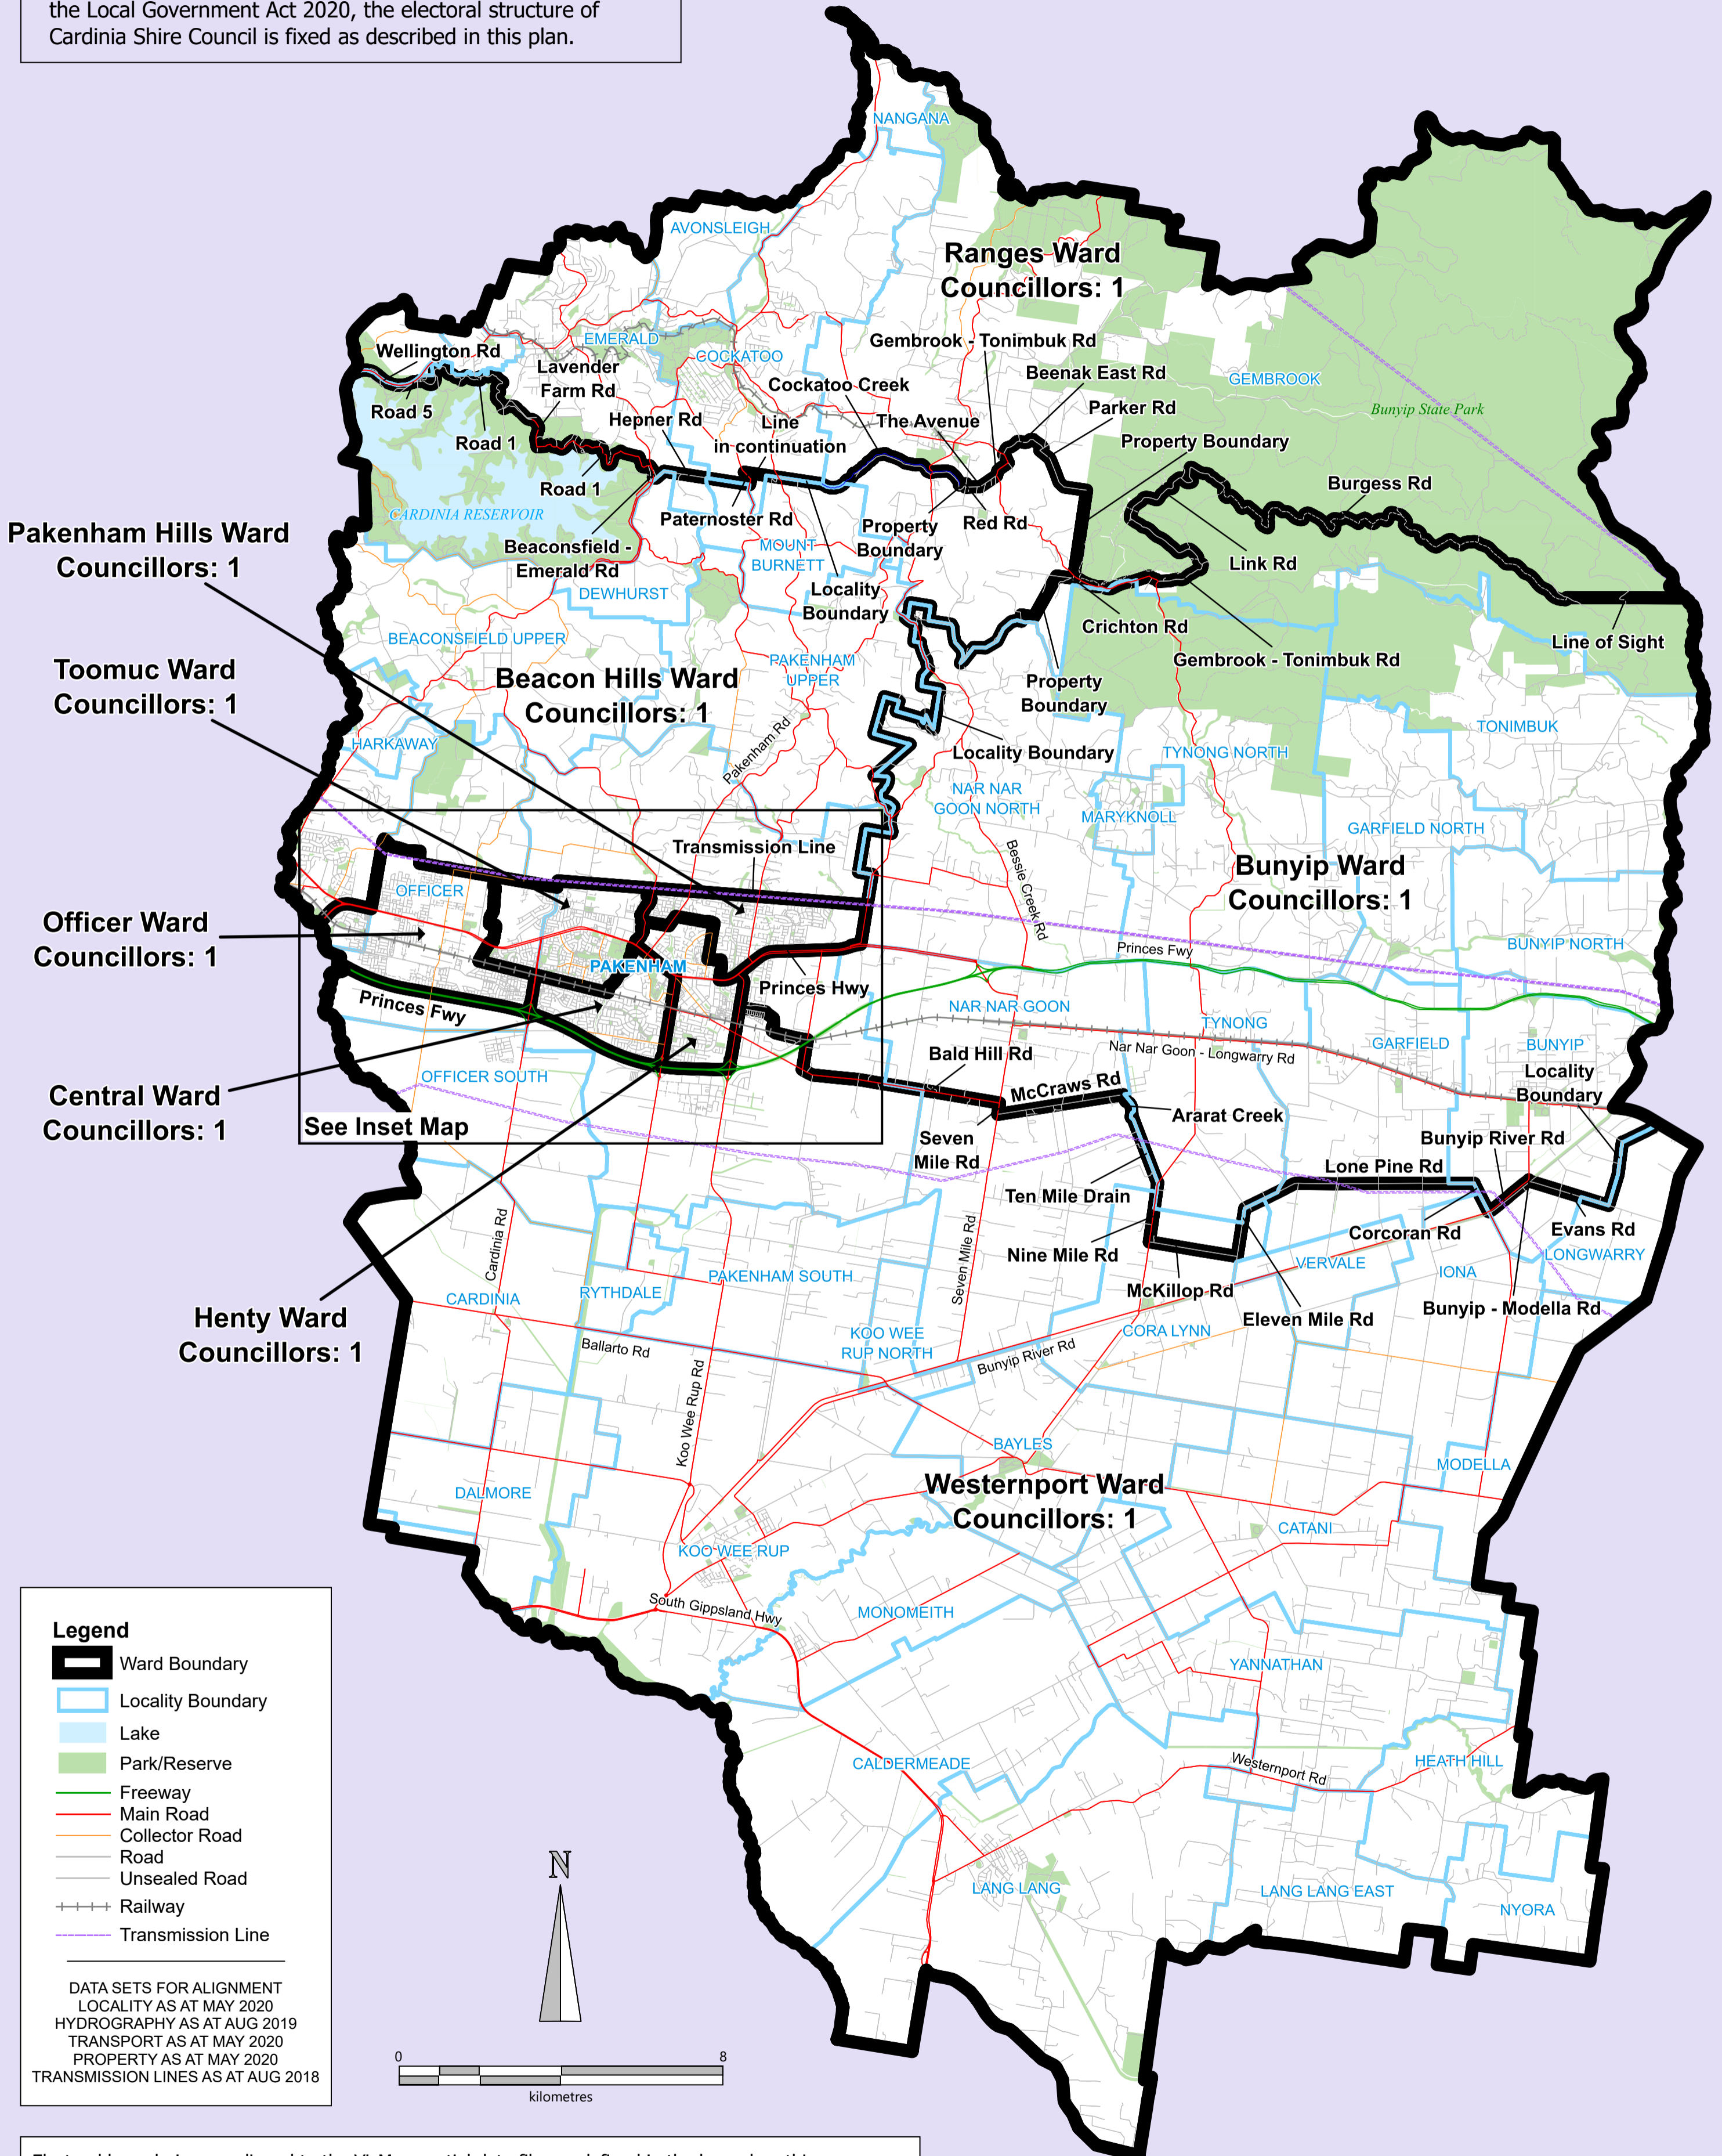 the Local Government Act 2020, the electoral structure of
Cardinia Shire Council is fixed as described in this plan.
NANGANA
AVONSLEIGH
Ranges Ward
Councillors: 1
Gembrook - Tonimbuk Rd
EMERALD
Wellington Rd
COCKATOO
Lavender
Farm Rd
Beenak East Rd
GEMBROOK
Cockatoo Creek
Bunyip State Park
Road 5
Parker Rd
Hepner Rd
Line
in continuation
The Avenue
Road 1
Property Boundary
Road 1
Burgess Rd
CARDINIA RESERVOIR
Paternoster Rd
Property
Boundary
Red Rd
Pakenham Hills Ward
Councillors: 1
Beaconsfield -
Emerald Rd
MOUNT
BURNETT
Link Rd
DEWHURST
Locality
Boundary
Crichton Rd
BEACONSFIELD UPPER
Line of Sight
Gembrook - Tonimbuk Rd
Toomuc Ward
Councillors: 1
Beacon Hills Ward
Councillors: 1
PAKENHAM
UPPER
Property
Boundary
TONIMBUK
HARKAWAY
Pakenham Rd
Locality Boundary
TYNONG NORTH
NAR NAR
GOON NORTH
MARYKNOLL
GARFIELD NORTH
Transmission Line
Bessie Creek Rd
Bunyip Ward
Councillors: 1
OFFICER
Officer Ward
Councillors: 1
BUNYIP NORTH
Princes Fwy
PAKENHAM
Princes Hwy
Princes Fwy
NAR NAR GOON
TYNONG
GARFIELD
BUNYIP
Bald Hill Rd
Nar Nar Goon - Longwarry Rd
Locality
Boundary
OFFICER SOUTH
McCraws Rd
Central Ward
Councillors: 1
See Inset Map
Ararat Creek
Seven
Mile Rd
Bunyip River Rd
Lone Pine Rd
Ten Mile Drain
Corcoran Rd
Evans Rd
Nine Mile Rd
LONGWARRY
Cardinia Rd
Seven Mile Rd
VERVALE
IONA
PAKENHAM SOUTH
McKillop Rd
RYTHDALE
CARDINIA
Bunyip - Modella Rd
Eleven Mile Rd
Henty Ward
Councillors: 1
CORA LYNN
KOO WEE
RUP NORTH
Ballarto Rd
Bunyip River Rd
Koo Wee Rup Rd
BAYLES
MODELLA
Westernport Ward
Councillors: 1
DALMORE
CATANI
KOO WEE RUP
South Gippsland Hwy
MONOMEITH
YANNATHAN
CALDERMEADE
Westernport Rd
HEATH HILL
LANG LANG
LANG LANG EAST
NYORA
Legend
Ward Boundary
Locality Boundary
Lake
Park/Reserve
Freeway
Main Road
Collector Road
Road
Unsealed Road
Railway
Transmission Line
DATA SETS FOR ALIGNMENT
LOCALITY AS AT MAY 2020
HYDROGRAPHY AS AT AUG 2019
TRANSPORT AS AT MAY 2020
PROPERTY AS AT MAY 2020
TRANSMISSION LINES AS AT AUG 2018
N
0 8
kilometres